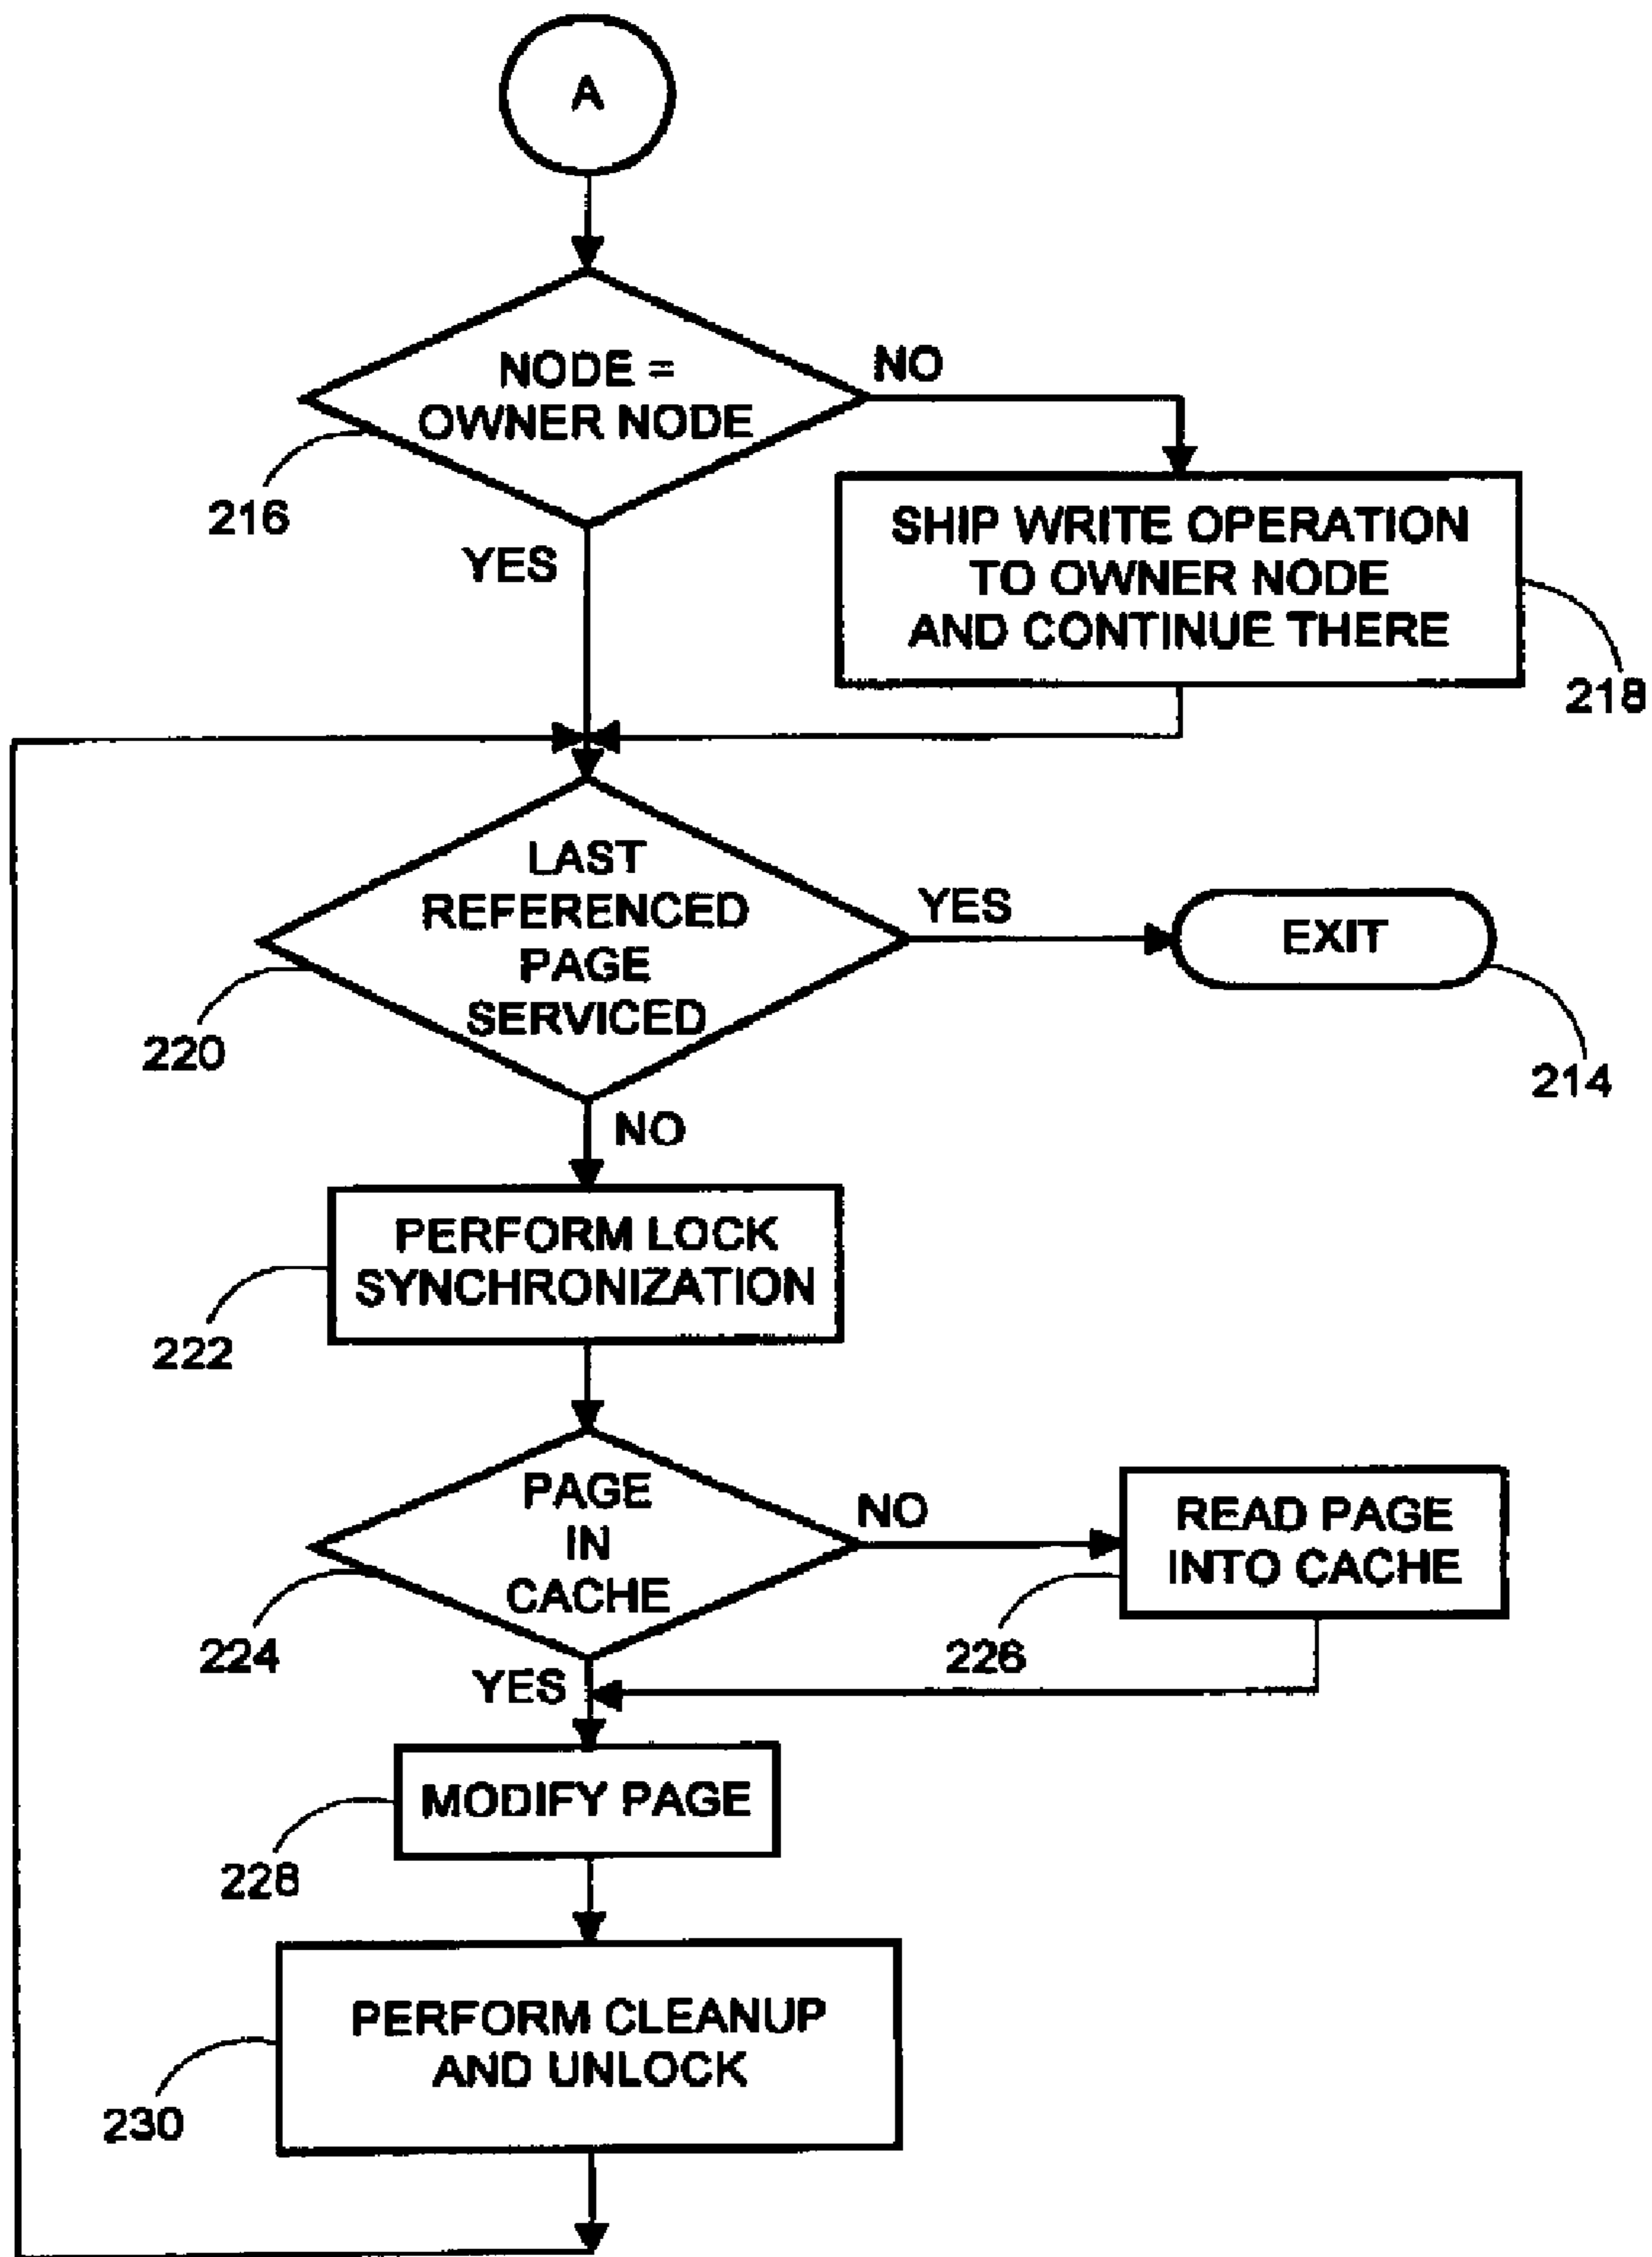 A
NODE =
OWNER NODE
NO
216
YES
SHIP WRITE OPERATION
TO OWNER NODE
AND CONTINUE THERE
218
LAST
REFERENCED
PAGE
SERVICED
YES
EXIT
220
214
NO
PERFORM LOCK
SYNCHRONIZATION
222
PAGE
IN
CACHE
NO
READ PAGE
INTO CACHE
224
226
YES
MODIFY PAGE
228
PERFORM CLEANUP
AND UNLOCK
230